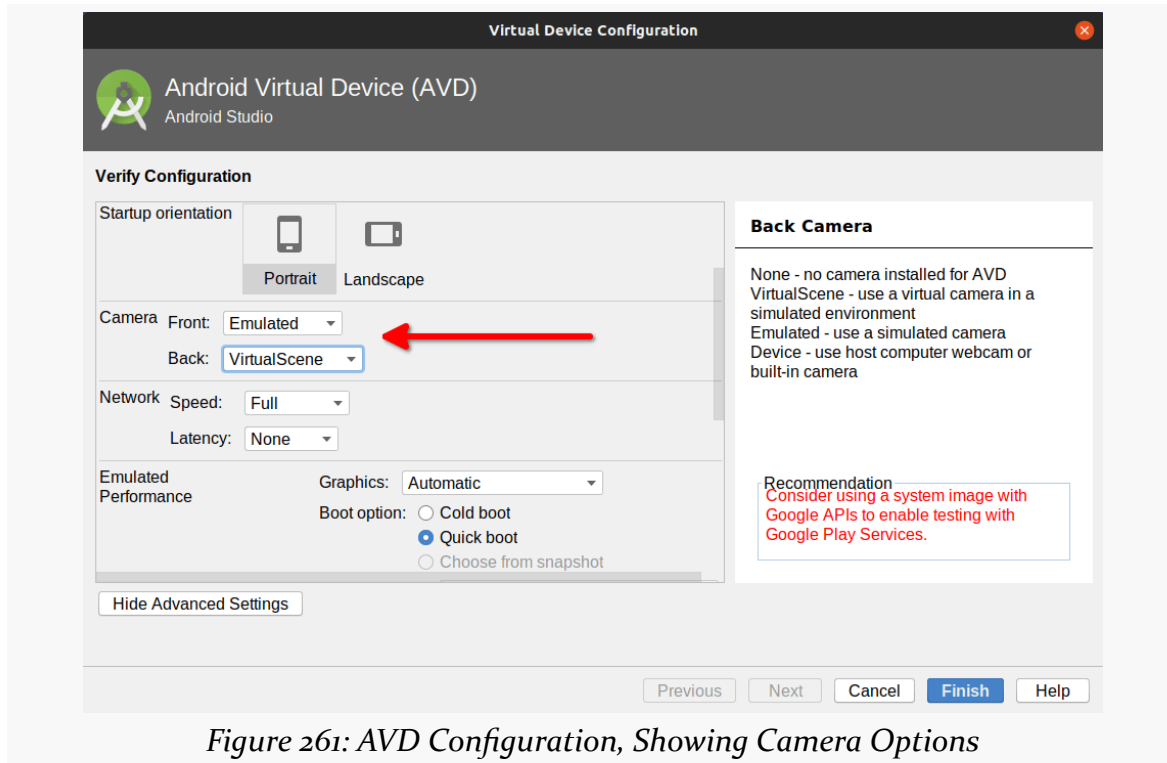 Virtual Device Configuration
Android Virtual Device (AVD)
Android Studio
Verify Configuration
Startup orientation
Portrait
Landscape
Camera
Front:
Emulated
Back:
VirtualScene
Network
Speed:
Full
Latency:
None
Emulated
Performance
Graphics:
Automatic
Boot option:
Cold boot
Quick boot
Choose from snapshot
Back Camera
None - no camera installed for AVD
VirtualScene - use a virtual camera in a
simulated environment
Emulated - use a simulated camera
Device - use host computer webcam or
built-in camera
Recommendation
Consider using a system image with
Google APIs to enable testing with
Google Play Services.
Hide Advanced Settings
Previous
Next
Cancel
Finish
Help
Figure 261: AVD Configuration, Showing Camera Options